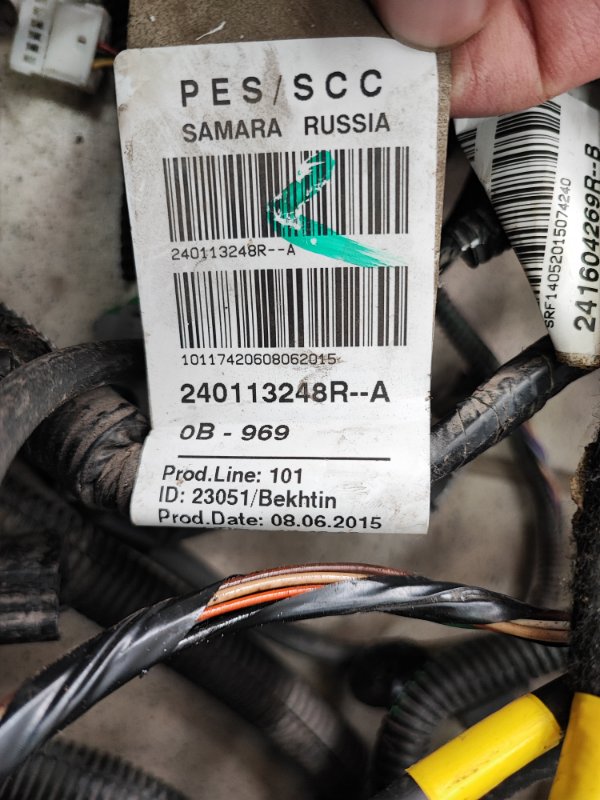 PES/SCC
SAMARA RUSSIA
240113248R--A
10117420608062015
240113248R--A
0B - 969
Prod.Line: 101
ID: 23051/Bekhtin
Prod.Date: 08.06.2015
SRF14052015074240
241604269R--B